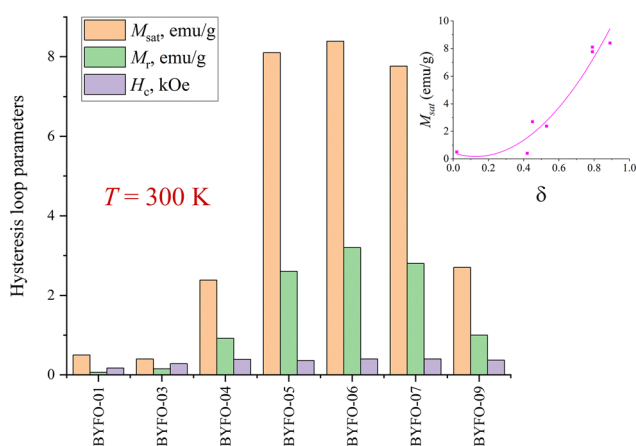 M_sat, emu/g
M_r, emu/g
H_c, kOe
T = 300 K
Hysteresis loop parameters
8
6
4
2
0
BYFO-01
BYFO-03
BYFO-04
BYFO-05
BYFO-06
BYFO-07
BYFO-09
M_sat (emu/g)
10
8
6
4
2
0
0.0
0.2
0.4
0.6
0.8
1.0
δ